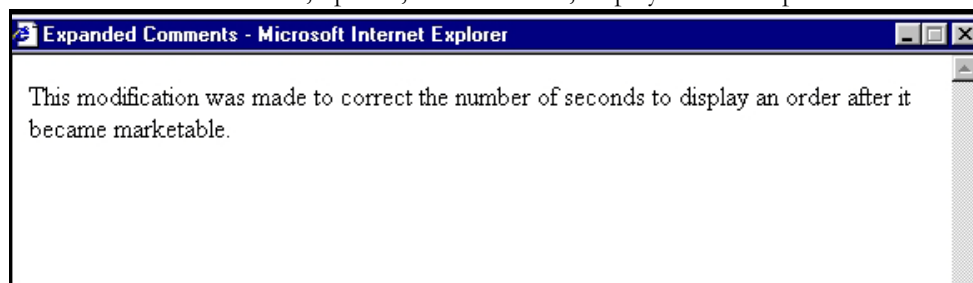 Expanded Comments - Microsoft Internet Explorer
This modification was made to correct the number of seconds to display an order after it
became marketable.